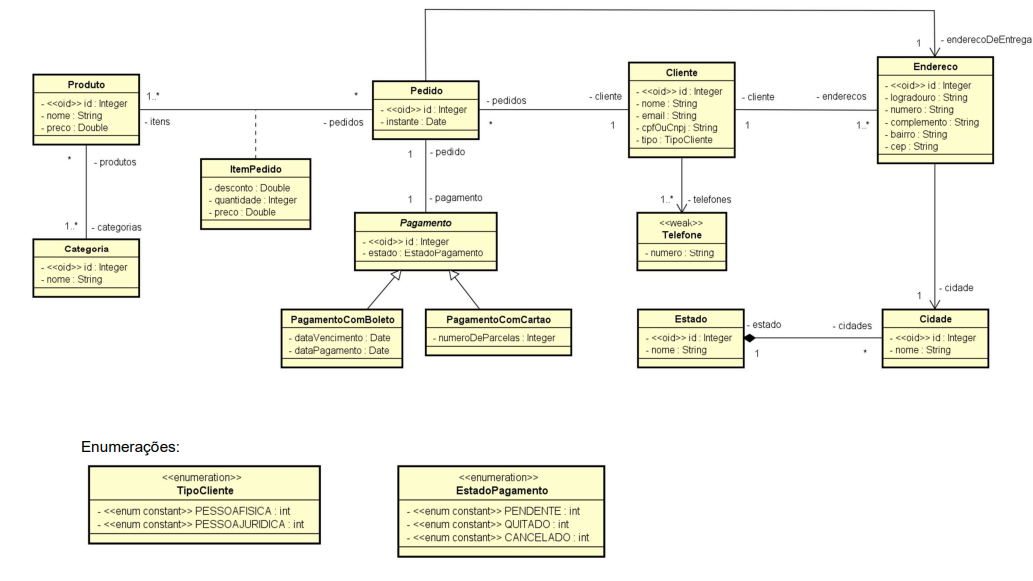 1
- enderecoDeEntrega
Produto
- <<oid>> id : Integer
- nome : String
- preco : Double
1..*
- itens
*
- pedidos
Pedido
- <<oid>> id : Integer
- instante : Date
- pedidos
*
- cliente
1
Cliente
- <<oid>> id : Integer
- nome : String
- email : String
- cpfOuCnpj : String
- tipo : TipoCliente
- cliente
1
- enderecos
1..*
Endereco
- <<oid>> id : Integer
- logradouro : String
- numero : String
- complemento : String
- bairro : String
- cep : String
*
- produtos
1..*
- categorias
ItemPedido
- desconto : Double
- quantidade : Integer
- preco : Double
1
- pedido
1
- pagamento
1..*
- telefones
Categoria
- <<oid>> id : Integer
- nome : String
Pagamento
- <<oid>> id : Integer
- estado : EstadoPagamento
<<weak>>
Telefone
- numero : String
1
- cidade
PagamentoComBoleto
- dataVencimento : Date
- dataPagamento : Date
PagamentoComCartao
- numeroDeParcelas : Integer
Estado
- <<oid>> id : Integer
- nome : String
- estado
1
- cidades
*
Cidade
- <<oid>> id : Integer
- nome : String
Enumerações:
<<enumeration>>
TipoCliente
- <<enum constant>> PESSOAFISICA : int
- <<enum constant>> PESSOAJURIDICA : int
<<enumeration>>
EstadoPagamento
- <<enum constant>> PENDENTE : int
- <<enum constant>> QUITADO : int
- <<enum constant>> CANCELADO : int